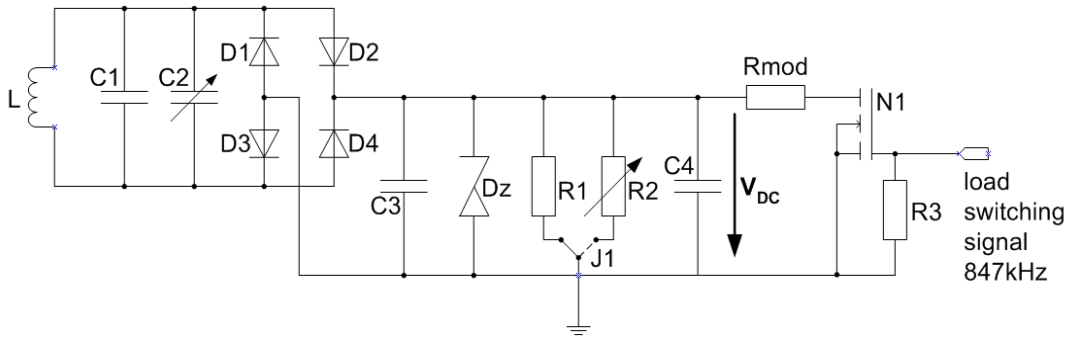 L
C1
C2
D1
D2
D3
D4
C3
Dz
R1
R2
J1
C4
VDC
Rmod
N1
R3
load
switching
signal
847kHz